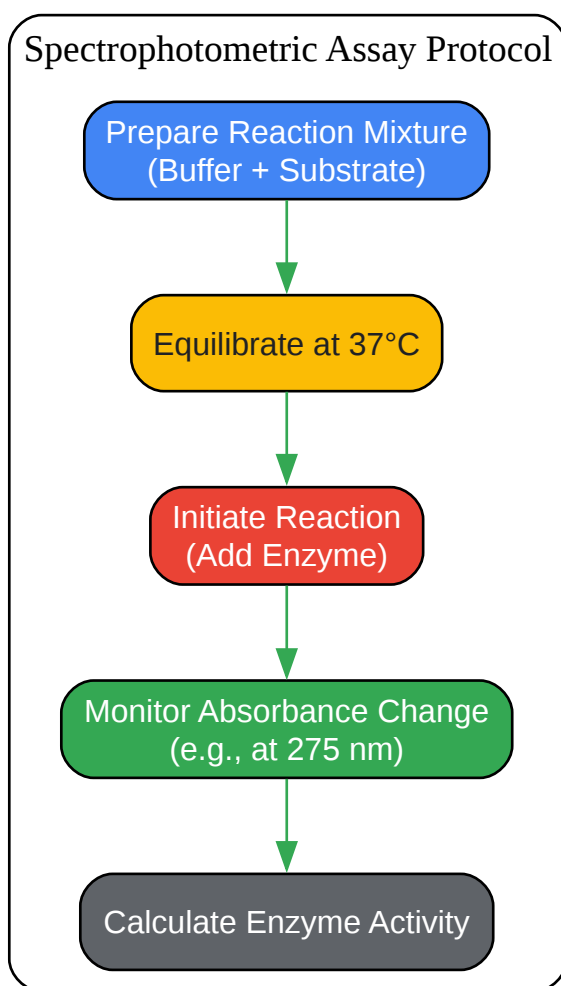 Spectrophotometric Assay Protocol
Prepare Reaction Mixture
(Buffer + Substrate)
Equilibrate at 37°C
Initiate Reaction
(Add Enzyme)
Monitor Absorbance Change
(e.g., at 275 nm)
Calculate Enzyme Activity